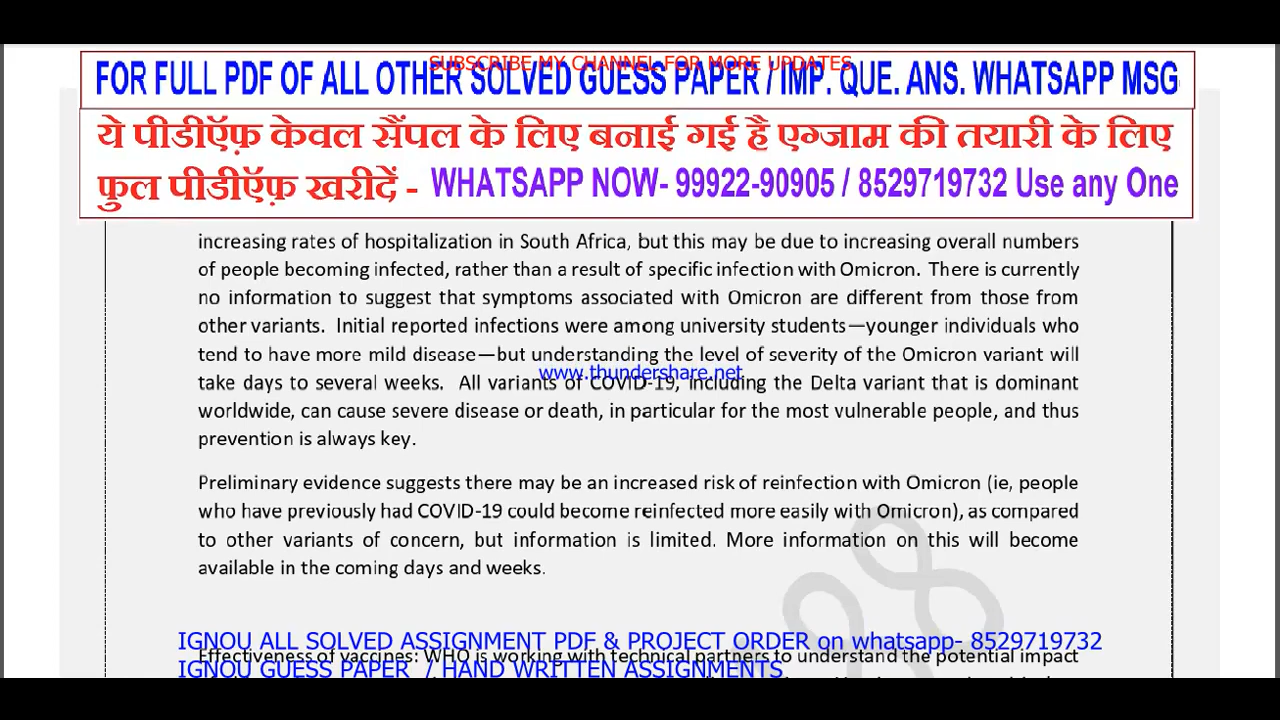 SUBSCRIBE MY CHANNEL FOR MORE UPDATES
FOR FULL PDF OF ALL OTHER SOLVED GUESS PAPER / IMP. QUE. ANS. WHATSAPP MSG
ये पीडीऍफ़ केवल सैंपल के लिए बनाई गई है एग्जाम की तयारी के लिए
फुल पीडीऍफ़ खरीदें - WHATSAPP NOW- 99922-90905 / 8529719732 Use any One
increasing rates of hospitalization in South Africa, but this may be due to increasing overall numbers
of people becoming infected, rather than a result of specific infection with Omicron. There is currently
no information to suggest that symptoms associated with Omicron are different from those from
other variants. Initial reported infections were among university students—younger individuals who
tend to have more mild disease—but understanding the level of severity of the Omicron variant will
www.thundershare.net
take days to several weeks. All variants of COVID-19, including the Delta variant that is dominant
worldwide, can cause severe disease or death, in particular for the most vulnerable people, and thus
prevention is always key.
Preliminary evidence suggests there may be an increased risk of reinfection with Omicron (ie, people
who have previously had COVID-19 could become reinfected more easily with Omicron), as compared
to other variants of concern, but information is limited. More information on this will become
available in the coming days and weeks.
IGNOU ALL SOLVED ASSIGNMENT PDF & PROJECT ORDER on whatsapp- 8529719732
Effectiveness of vaccines: WHO is working with technical partners to understand the potential impact
IGNOU GUESS PAPER / HAND WRITTEN ASSIGNMENTS